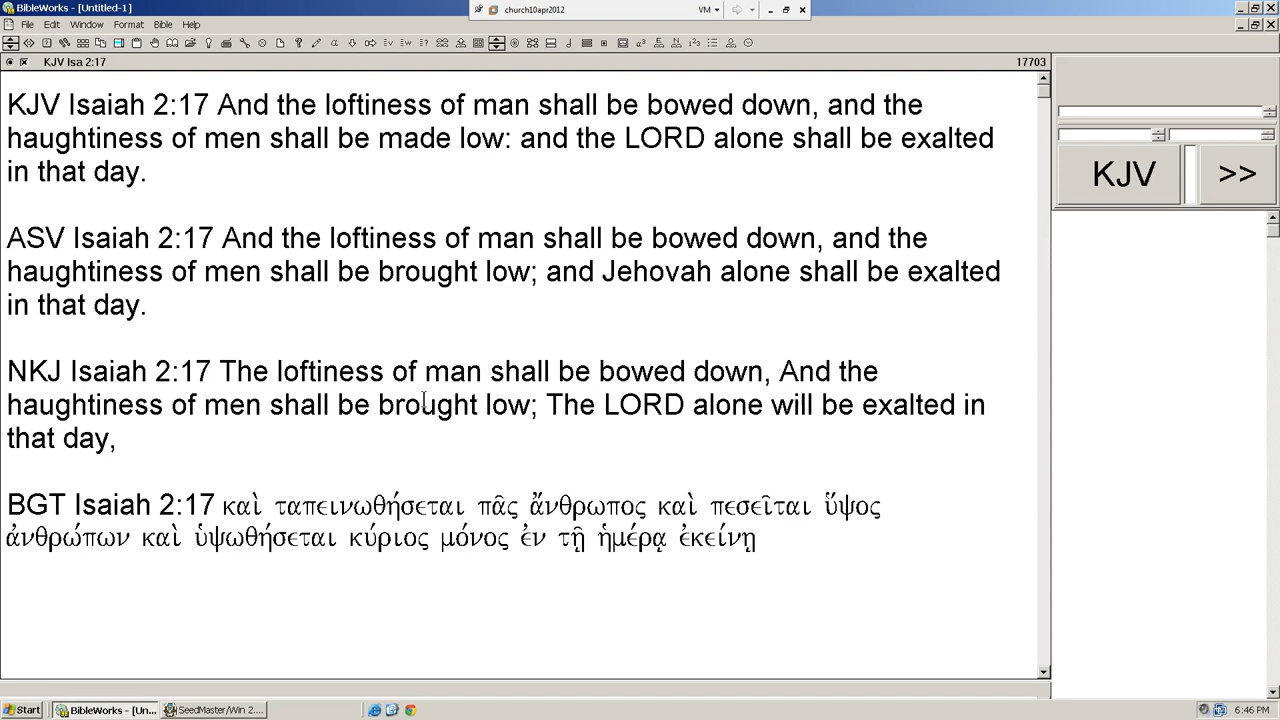 BibleWorks - [Untitled-1]
church10apr2012 VM
File Edit Window Format Bible Help
KJV Isa 2:17 17703
KJV Isaiah 2:17 And the loftiness of man shall be bowed down, and the
haughtiness of men shall be made low: and the LORD alone shall be exalted
in that day.
KJV >>
ASV Isaiah 2:17 And the loftiness of man shall be bowed down, and the
haughtiness of men shall be brought low; and Jehovah alone shall be exalted
in that day.
NKJ Isaiah 2:17 The loftiness of man shall be bowed down, And the
haughtiness of men shall be brought low; The LORD alone will be exalted in
that day,
BGT Isaiah 2:17 καὶ ταπεινωθήσεται πᾶς ἄνθρωπος καὶ πεσεῖται ὕψος
ἀνθρώπων καὶ ὑψωθήσεται κύριος μόνος ἐν τῇ ἡμέρᾳ ἐκείνῃ
Start BibleWorks - [Un... SeedMaster/Win 2.... 6:46 PM